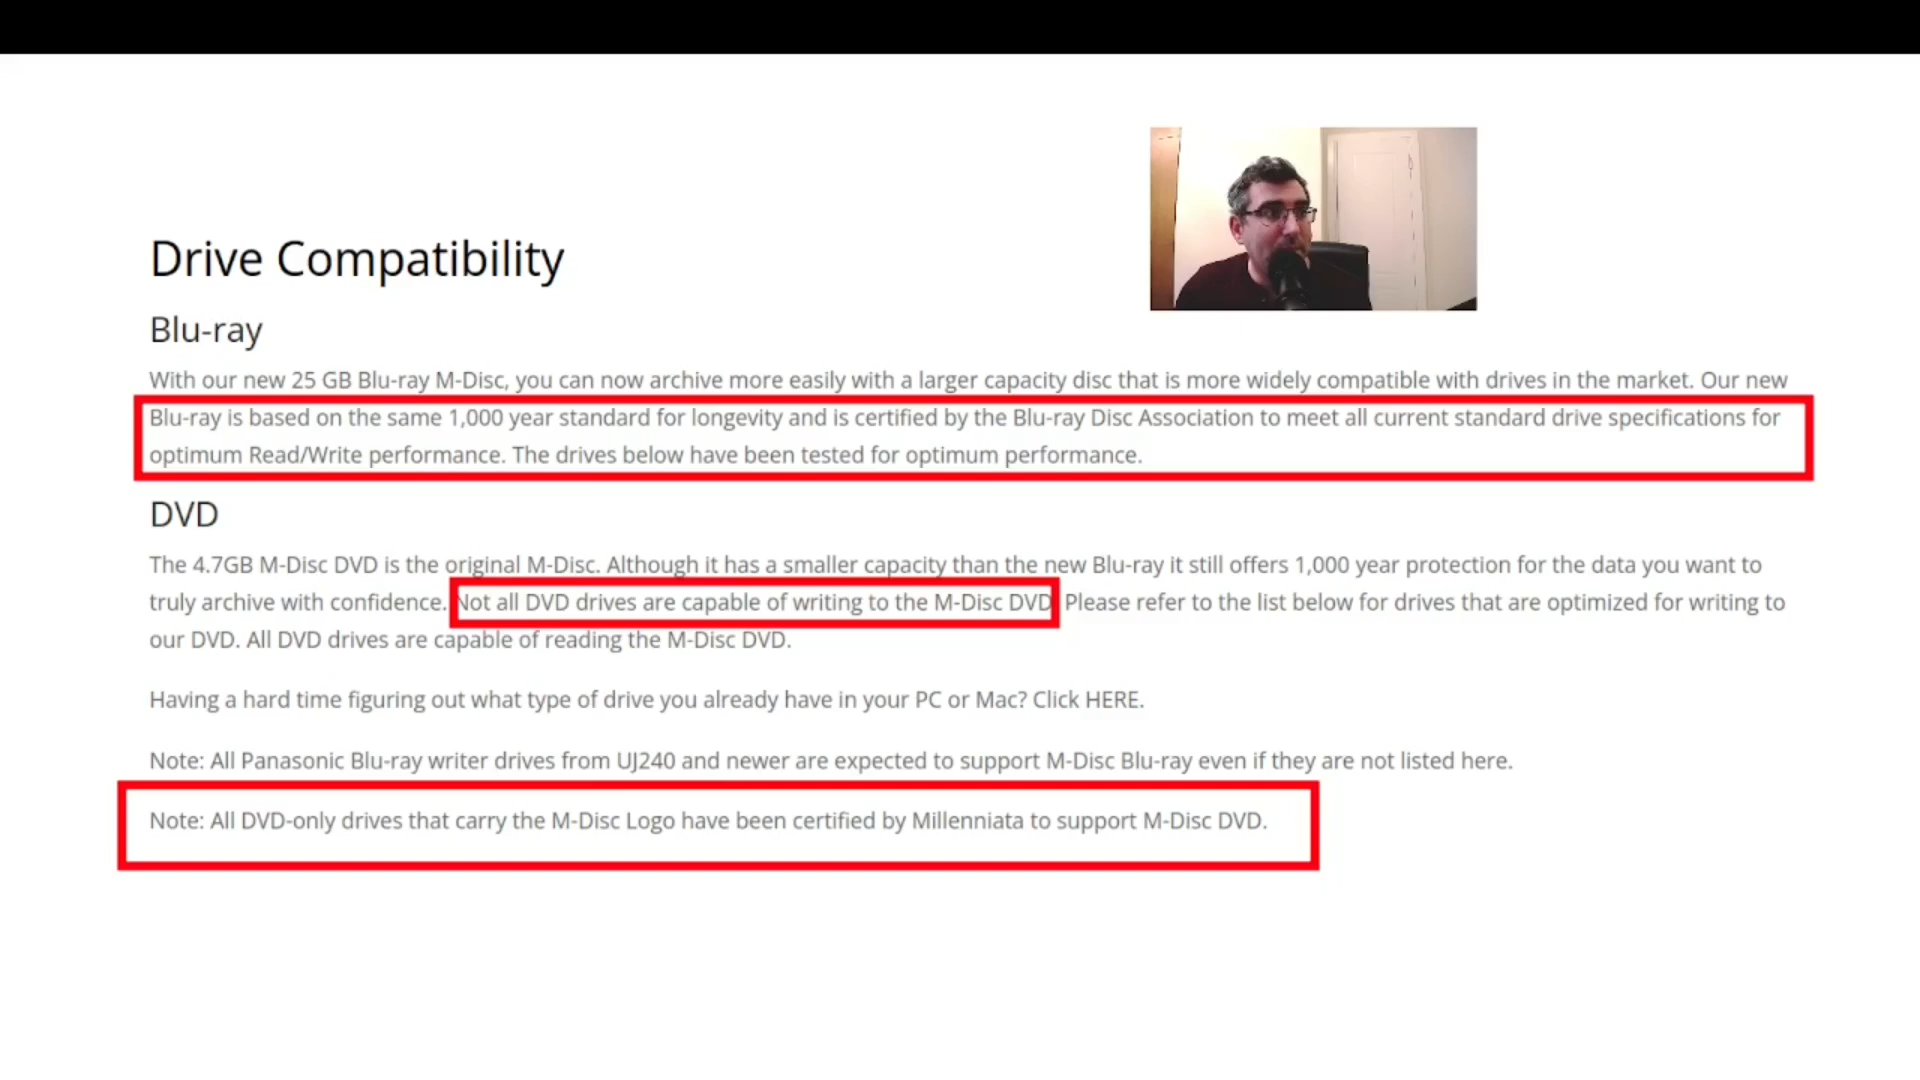 Drive Compatibility
Blu-ray
With our new 25 GB Blu-ray M-Disc, you can now archive more easily with a larger capacity disc that is more widely compatible with drives in the market. Our new
Blu-ray is based on the same 1,000 year standard for longevity and is certified by the Blu-ray Disc Association to meet all current standard drive specifications for
optimum Read/Write performance. The drives below have been tested for optimum performance.
DVD
The 4.7GB M-Disc DVD is the original M-Disc. Although it has a smaller capacity than the new Blu-ray it still offers 1,000 year protection for the data you want to
truly archive with confidence. Not all DVD drives are capable of writing to the M-Disc DVD Please refer to the list below for drives that are optimized for writing to
our DVD. All DVD drives are capable of reading the M-Disc DVD.
Having a hard time figuring out what type of drive you already have in your PC or Mac? Click HERE.
Note: All Panasonic Blu-ray writer drives from UJ240 and newer are expected to support M-Disc Blu-ray even if they are not listed here.
Note: All DVD-only drives that carry the M-Disc Logo have been certified by Millenniata to support M-Disc DVD.